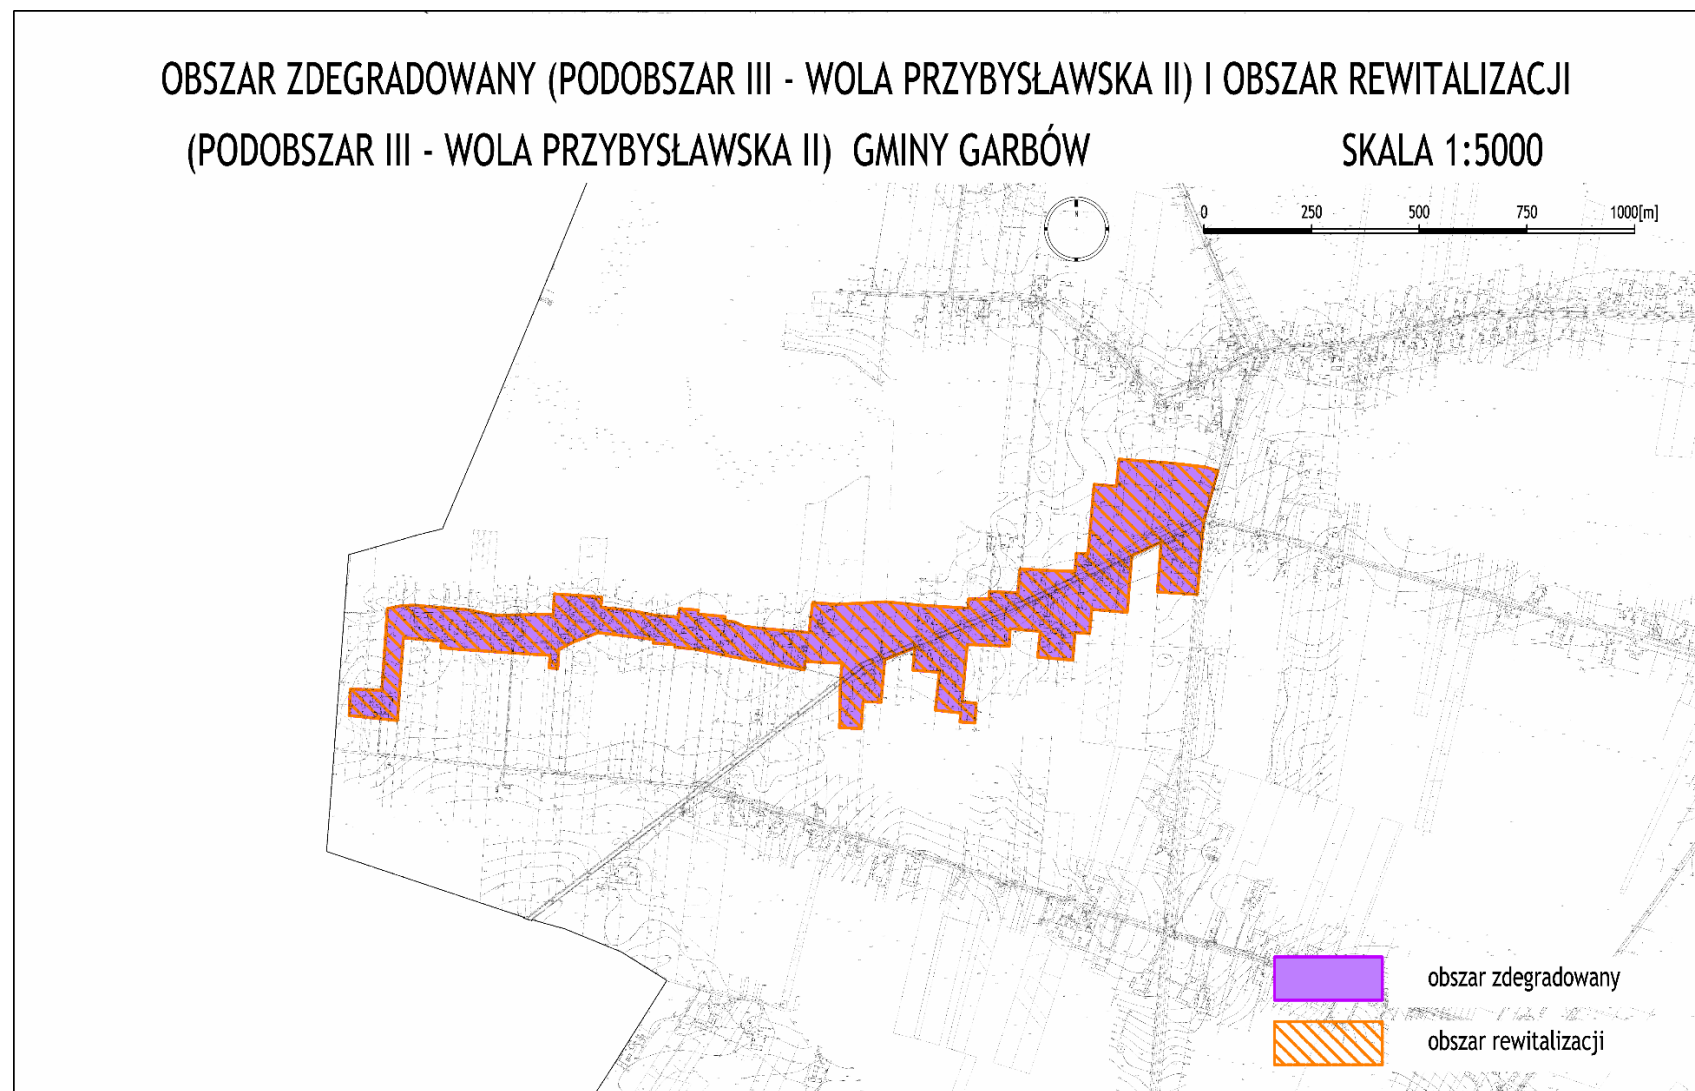 OBSZAR ZDEGRADOWANY (PODOBSZAR III - WOLA PRZYBYSŁAWSKA II) I OBSZAR REWITALIZACJI
(PODOBSZAR III - WOLA PRZYBYSŁAWSKA II) GMINY GARBÓW SKALA 1:5000
N
0 250 500 750 1000[m]
obszar zdegradowany
obszar rewitalizacji